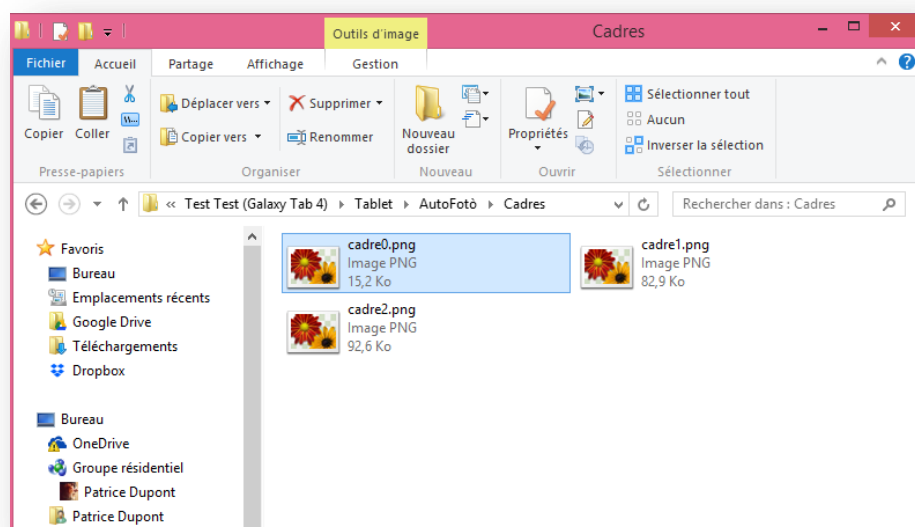 Outils d'image
Cadres
Fichier Accueil Partage Affichage Gestion
Copier Coller
Déplacer vers Supprimer
Copier vers Renommer
Nouveau dossier
Propriétés
Sélectionner tout
Aucun
Inverser la sélection
Presse-papiers Organiser Nouveau Ouvrir Sélectionner
« Test Test (Galaxy Tab 4) Tablet AutoFotò Cadres
Rechercher dans : Cadres
Favoris
Bureau
Emplacements récents
Google Drive
Téléchargements
Dropbox
Bureau
OneDrive
Groupe résidentiel
Patrice Dupont
Patrice Dupont
cadre0.png
Image PNG
15,2 Ko
cadre1.png
Image PNG
82,9 Ko
cadre2.png
Image PNG
92,6 Ko